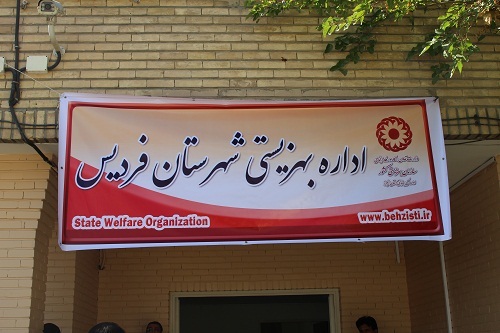 اداره بهزیستی شهرستان فردیس
State Welfare Organization
www.behzisti.ir